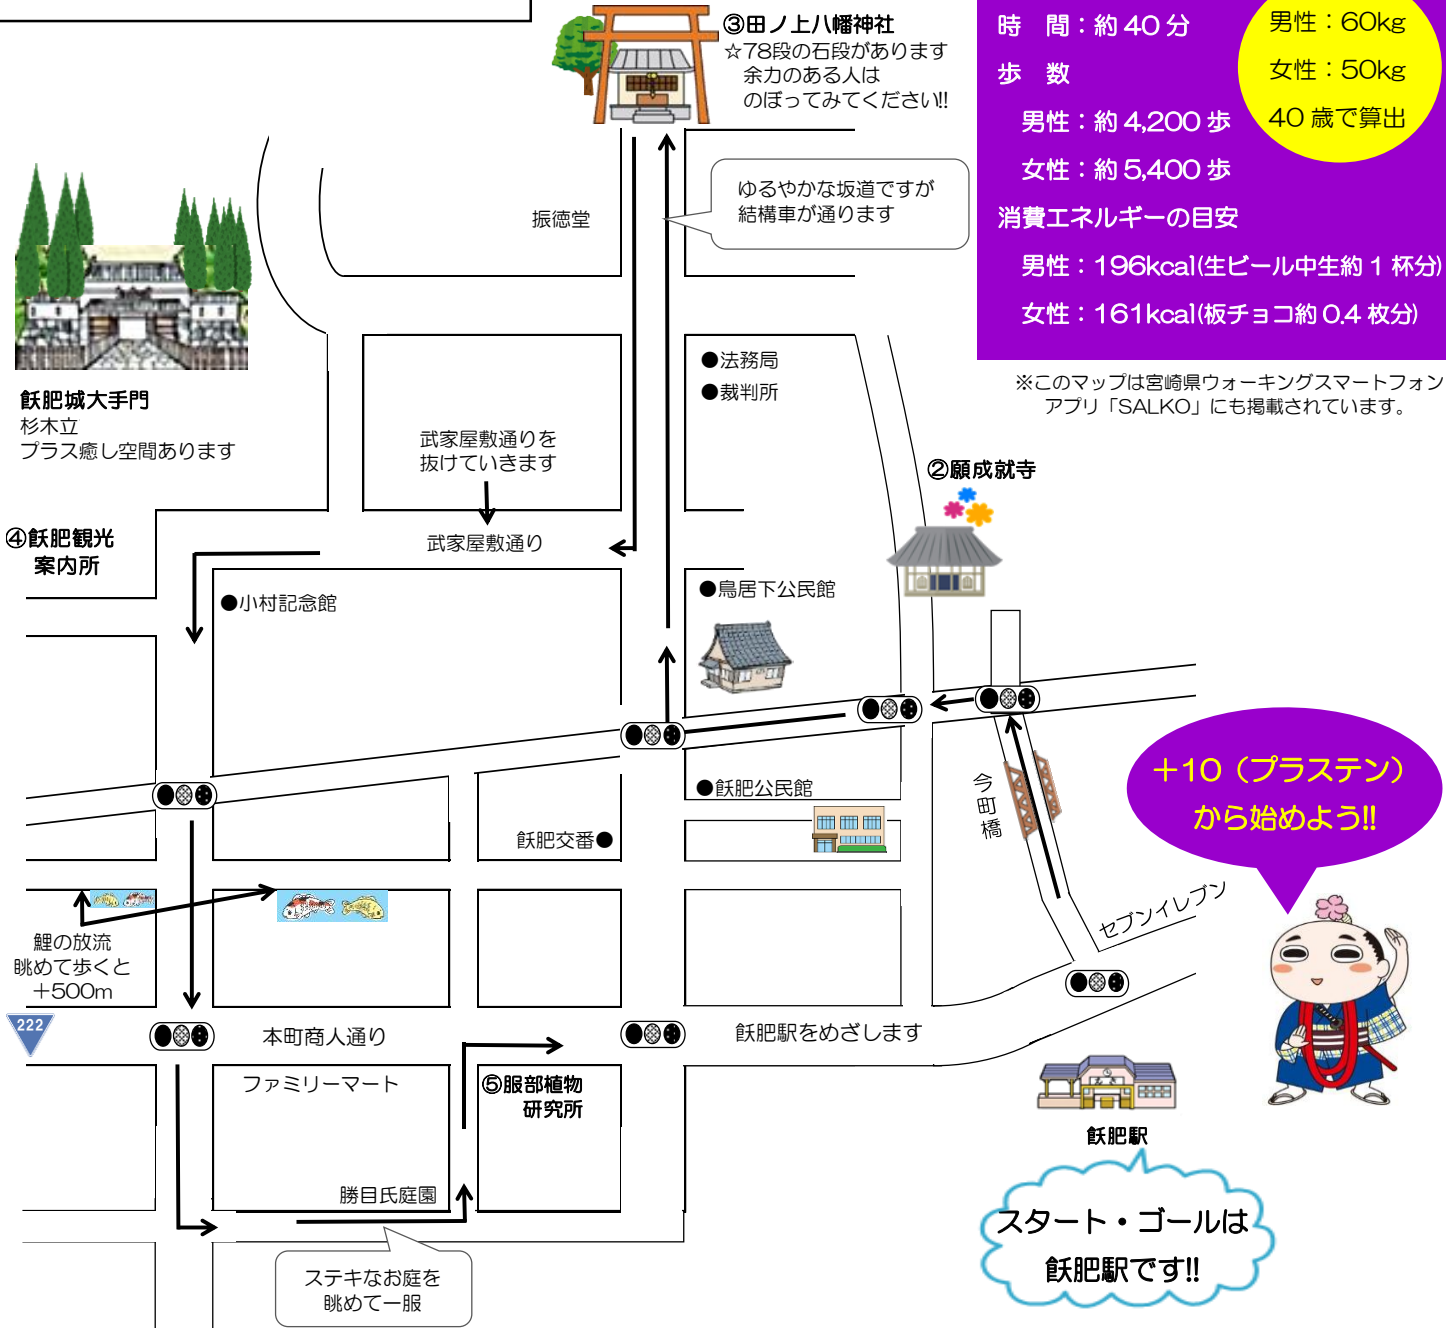 ③田ノ上八幡神社
☆78段の石段があります
余力のある人は
のぼってみてください!!
時 間：約 40 分
歩 数
男性：約 4,200 歩
女性：約 5,400 歩
消費エネルギーの目安
男性：196kcal(生ビール中生約 1 杯分)
女性：161kcal(板チョコ約 0.4 枚分)
男性：60kg
女性：50kg
40 歳で算出
※このマップは宮崎県ウォーキングスマートフォン
アプリ「SALKO」にも掲載されています。
ゆるやかな坂道ですが
結構車が通ります
振徳堂
飫肥城大手門
杉木立
プラス癒し空間あります
●法務局
●裁判所
武家屋敷通りを
抜けていきます
武家屋敷通り
②願成就寺
④飫肥観光
案内所
●小村記念館
●鳥居下公民館
●飫肥公民館
飫肥交番●
今町橋
セブンイレブン
＋10（プラステン）
から始めよう!!
鯉の放流
眺めて歩くと
＋500m
222
本町商人通り
飫肥駅をめざします
ファミリーマート
⑤服部植物
研究所
勝目氏庭園
ステキなお庭を
眺めて一服
飫肥駅
スタート・ゴールは
飫肥駅です!!